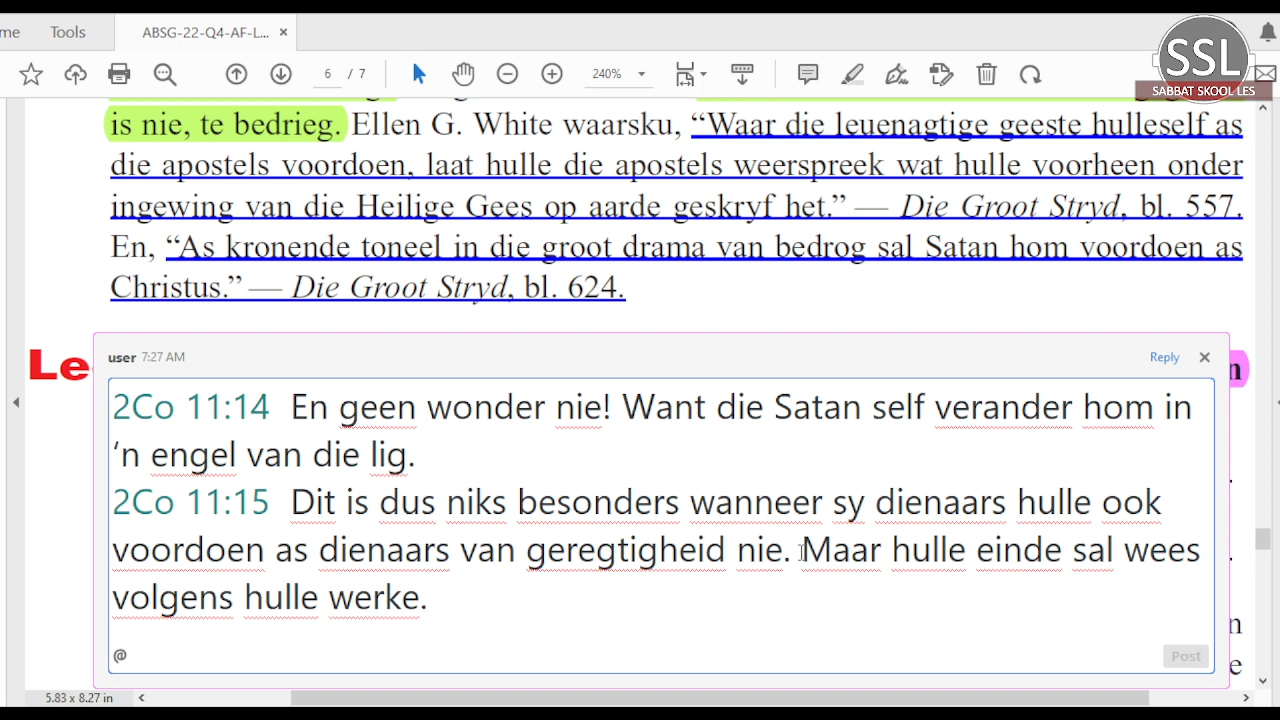 me
Tools
ABSG-22-Q4-AF-L...
SSL
SABBAT SKOOL LES
6 / 7
240%
is nie, te bedrieg. Ellen G. White waarsku, “Waar die leuenagtige geeste hulleself as
die apostels voordoen, laat hulle die apostels weerspreek wat hulle voorheen onder
ingewing van die Heilige Gees op aarde geskryf het.” — Die Groot Stryd, bl. 557.
En, “As kronende toneel in die groot drama van bedrog sal Satan hom voordoen as
Christus.” — Die Groot Stryd, bl. 624.
Le
n
user 7:27 AM
Reply
2Co 11:14 En geen wonder nie! Want die Satan self verander hom in
‘n engel van die lig.
2Co 11:15 Dit is dus niks besonders wanneer sy dienaars hulle ook
voordoen as dienaars van geregtigheid nie. Maar hulle einde sal wees
volgens hulle werke.
n
@
Post
e
5.83 x 8.27 in